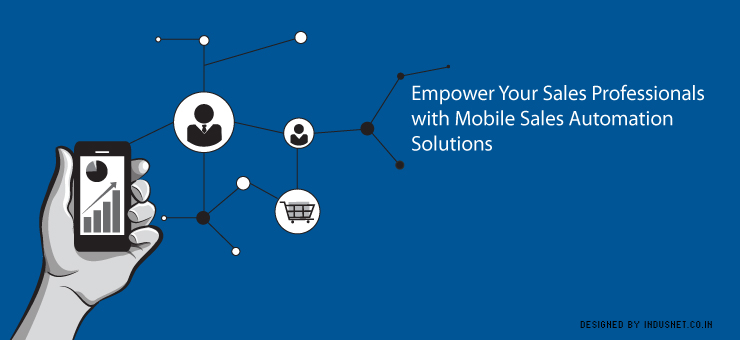 Empower Your Sales Professionals
with Mobile Sales Automation
Solutions
DESIGNED BY INDUSNET.CO.IN